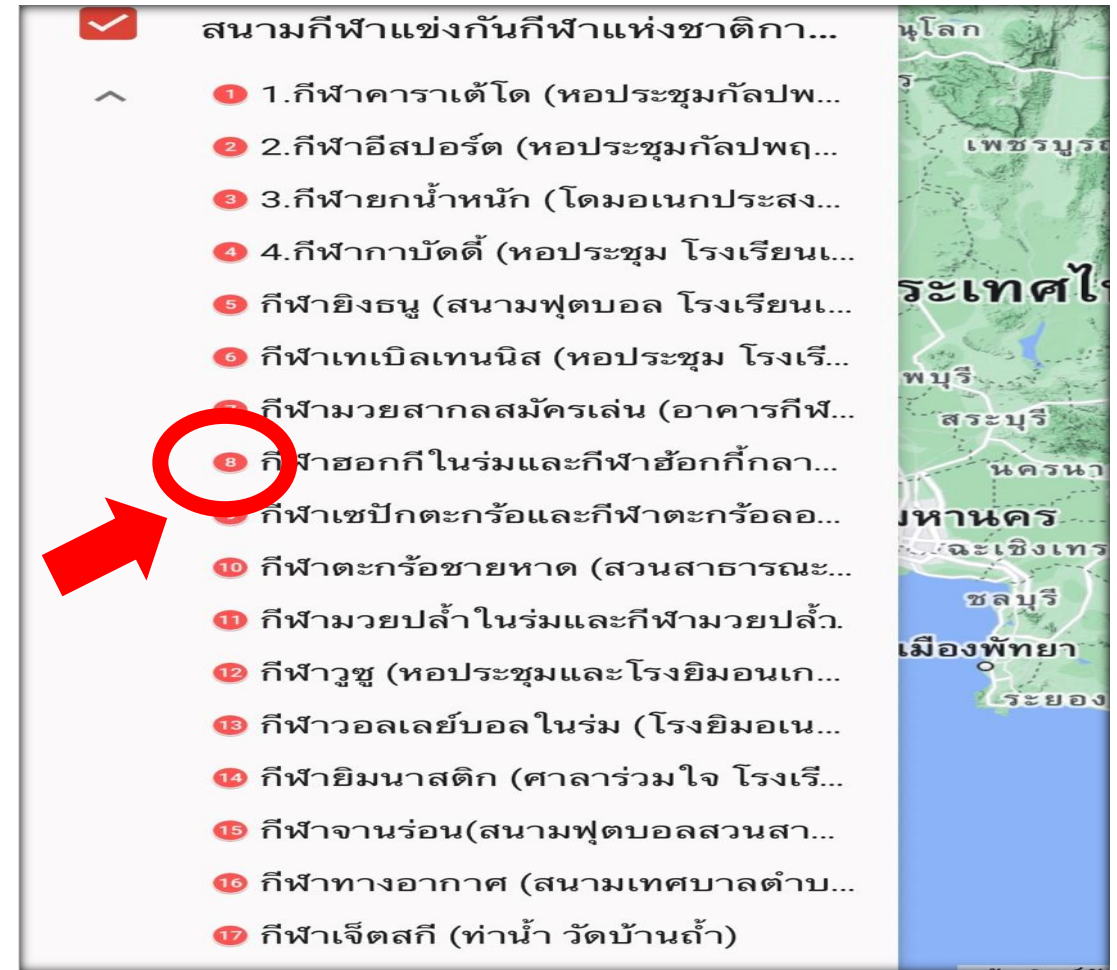 สนามกีฬาแข่งกันกีฬาแห่งชาติกา...
1 1.กีฬาคาราเต้โด (หอประชุมกัลปพ...
2 2.กีฬาอีสปอร์ต (หอประชุมกัลปพฤ...
3 3.กีฬายกน้ำหนัก (โดมอเนกประสง...
4 4.กีฬากาบัดดี้ (หอประชุม โรงเรียนเ...
5 กีฬายิงธนู (สนามฟุตบอล โรงเรียนเ...
6 กีฬาเทเบิลเทนนิส (หอประชุม โรงเรี...
กีฬามวยสากลสมัครเล่น (อาคารกีฬ...
8 กีฬาฮอกกีในร่มและกีฬาฮ้อกกี้กลา...
กีฬาเซปักตะกร้อและกีฬาตะกร้อลอ...
10 กีฬาตะกร้อชายหาด (สวนสาธารณะ...
11 กีฬามวยปล้ำในร่มและกีฬามวยปล้ำ.
12 กีฬาวูซู (หอประชุมและโรงยิมอนเก...
13 กีฬาวอลเลย์บอลในร่ม (โรงยิมอเน...
14 กีฬายิมนาสติก (ศาลาร่วมใจ โรงเรี...
15 กีฬาจานร่อน(สนามฟุตบอลสวนสา...
16 กีฬาทางอากาศ (สนามเทศบาลตำบ...
17 กีฬาเจ็ตสกี (ท่าน้ำ วัดบ้านถ้ำ)
นุโลก
เพชรบูรณ
ระเทศไ
พบุรี
สระบุรี
นครนา
มหานคร
ฉะเชิงเทร
ชลบุรี
เมืองพัทยา
ระยอง